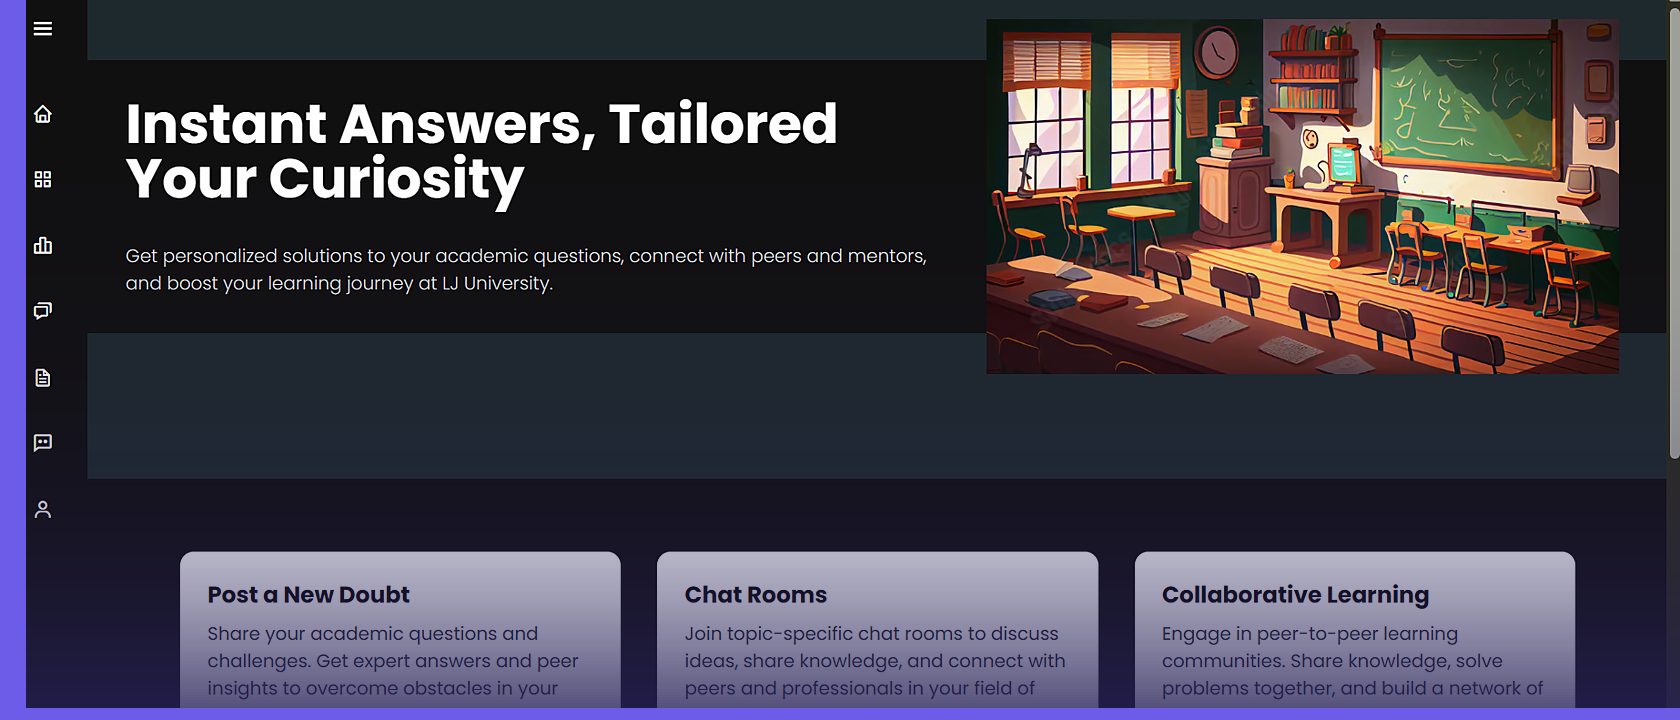 Instant Answers, Tailored
Your Curiosity
Get personalized solutions to your academic questions, connect with peers and mentors,
and boost your learning journey at LJ University.
Post a New Doubt
Share your academic questions and
challenges. Get expert answers and peer
insights to overcome obstacles in your
Chat Rooms
Join topic-specific chat rooms to discuss
ideas, share knowledge, and connect with
peers and professionals in your field of
Collaborative Learning
Engage in peer-to-peer learning
communities. Share knowledge, solve
problems together, and build a network of